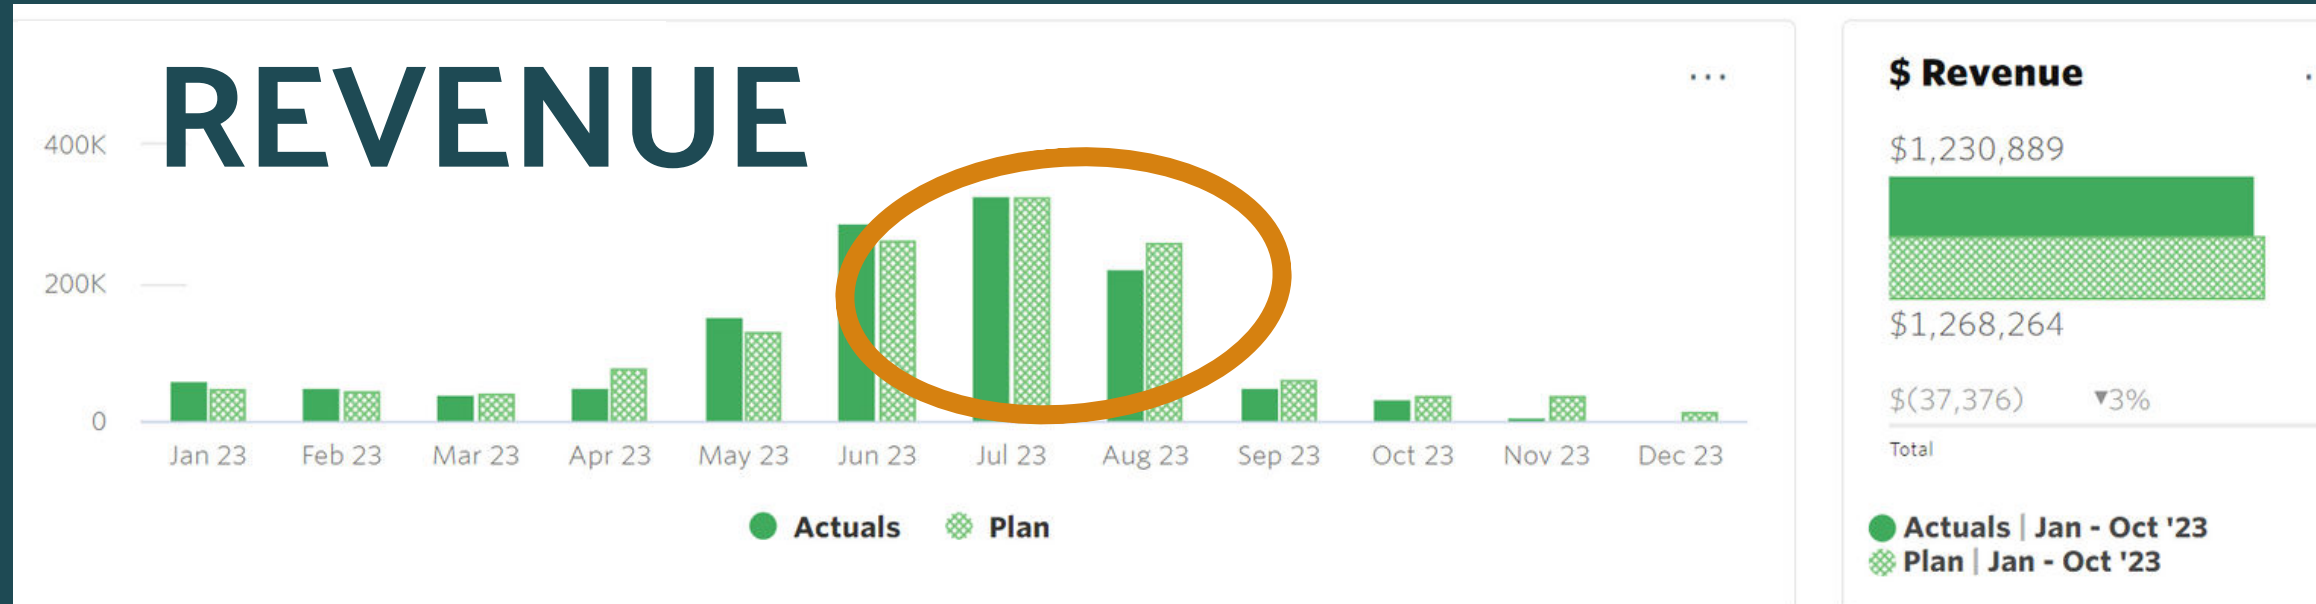 REVENUE
...
400K
200K
0
Jan 23 Feb 23 Mar 23 Apr 23 May 23 Jun 23 Jul 23 Aug 23 Sep 23 Oct 23 Nov 23 Dec 23
Actuals Plan
$ Revenue
$1,230,889
$1,268,264
$(37,376) ▼3%
Total
Actuals | Jan - Oct '23
Plan | Jan - Oct '23